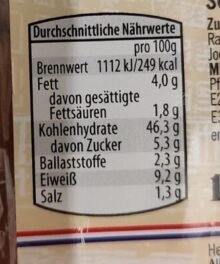 Durchschnittliche Nährwerte
pro 100g
Brennwert 1112 kJ/249 kcal
Fett 4,0 g
davon gesättigte
Fettsäuren 1,8 g
Kohlenhydrate 46,3 g
davon Zucker 5,3 g
Ballaststoffe 2,3 g
Eiweiß 9,2 g
Salz 1,3 g